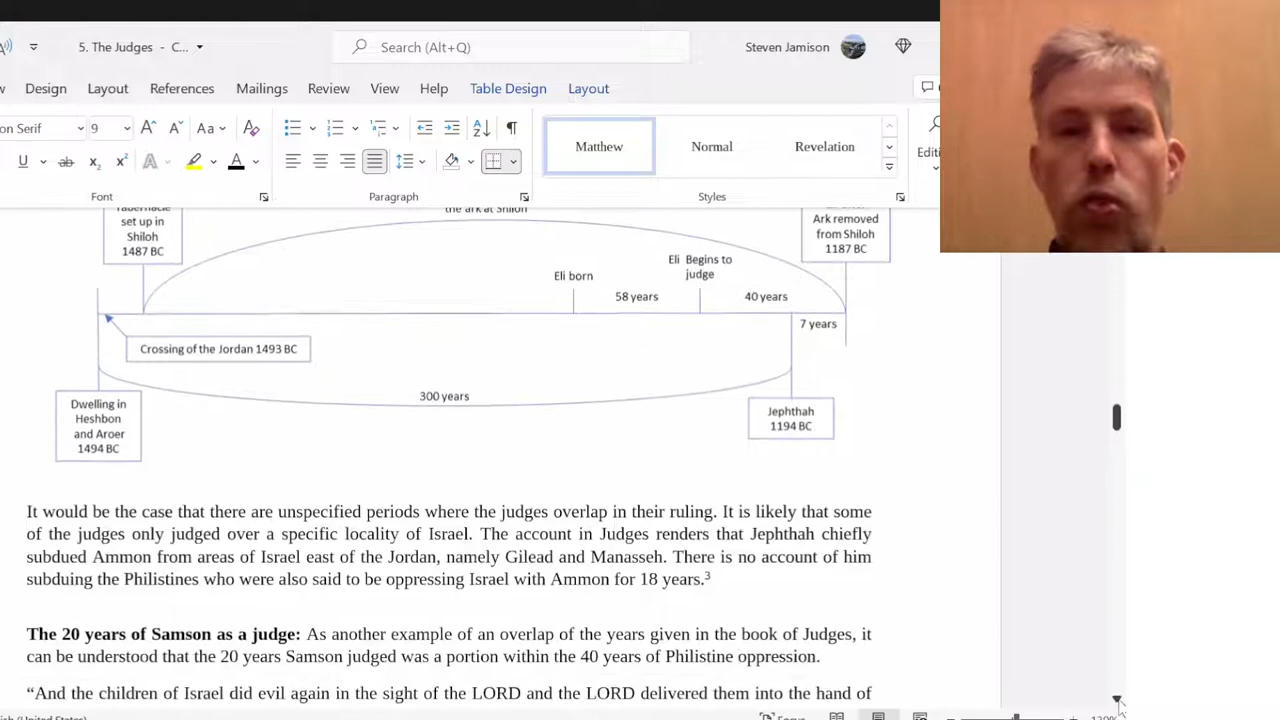 5. The Judges - C...
Search (Alt+Q)
Steven Jamison
Design
Layout
References
Mailings
Review
View
Help
Table Design
Layout
on Serif
9
Aa
Matthew
Normal
Revelation
Editi
Font
Paragraph
Styles
Tabernacle
set up in
Shiloh
1487 BC
the ark at Shiloh
Ark removed
from Shiloh
1187 BC
Eli born
Eli Begins to
judge
58 years
40 years
7 years
Crossing of the Jordan 1493 BC
300 years
Dwelling in
Heshbon
and Aroer
1494 BC
Jephthah
1194 BC
It would be the case that there are unspecified periods where the judges overlap in their ruling. It is likely that some
of the judges only judged over a specific locality of Israel. The account in Judges renders that Jephthah chiefly
subdued Ammon from areas of Israel east of the Jordan, namely Gilead and Manasseh. There is no account of him
subduing the Philistines who were also said to be oppressing Israel with Ammon for 18 years.³
The 20 years of Samson as a judge: As another example of an overlap of the years given in the book of Judges, it
can be understood that the 20 years Samson judged was a portion within the 40 years of Philistine oppression.
“And the children of Israel did evil again in the sight of the LORD and the LORD delivered them into the hand of
ish (United States)
Focus
130%